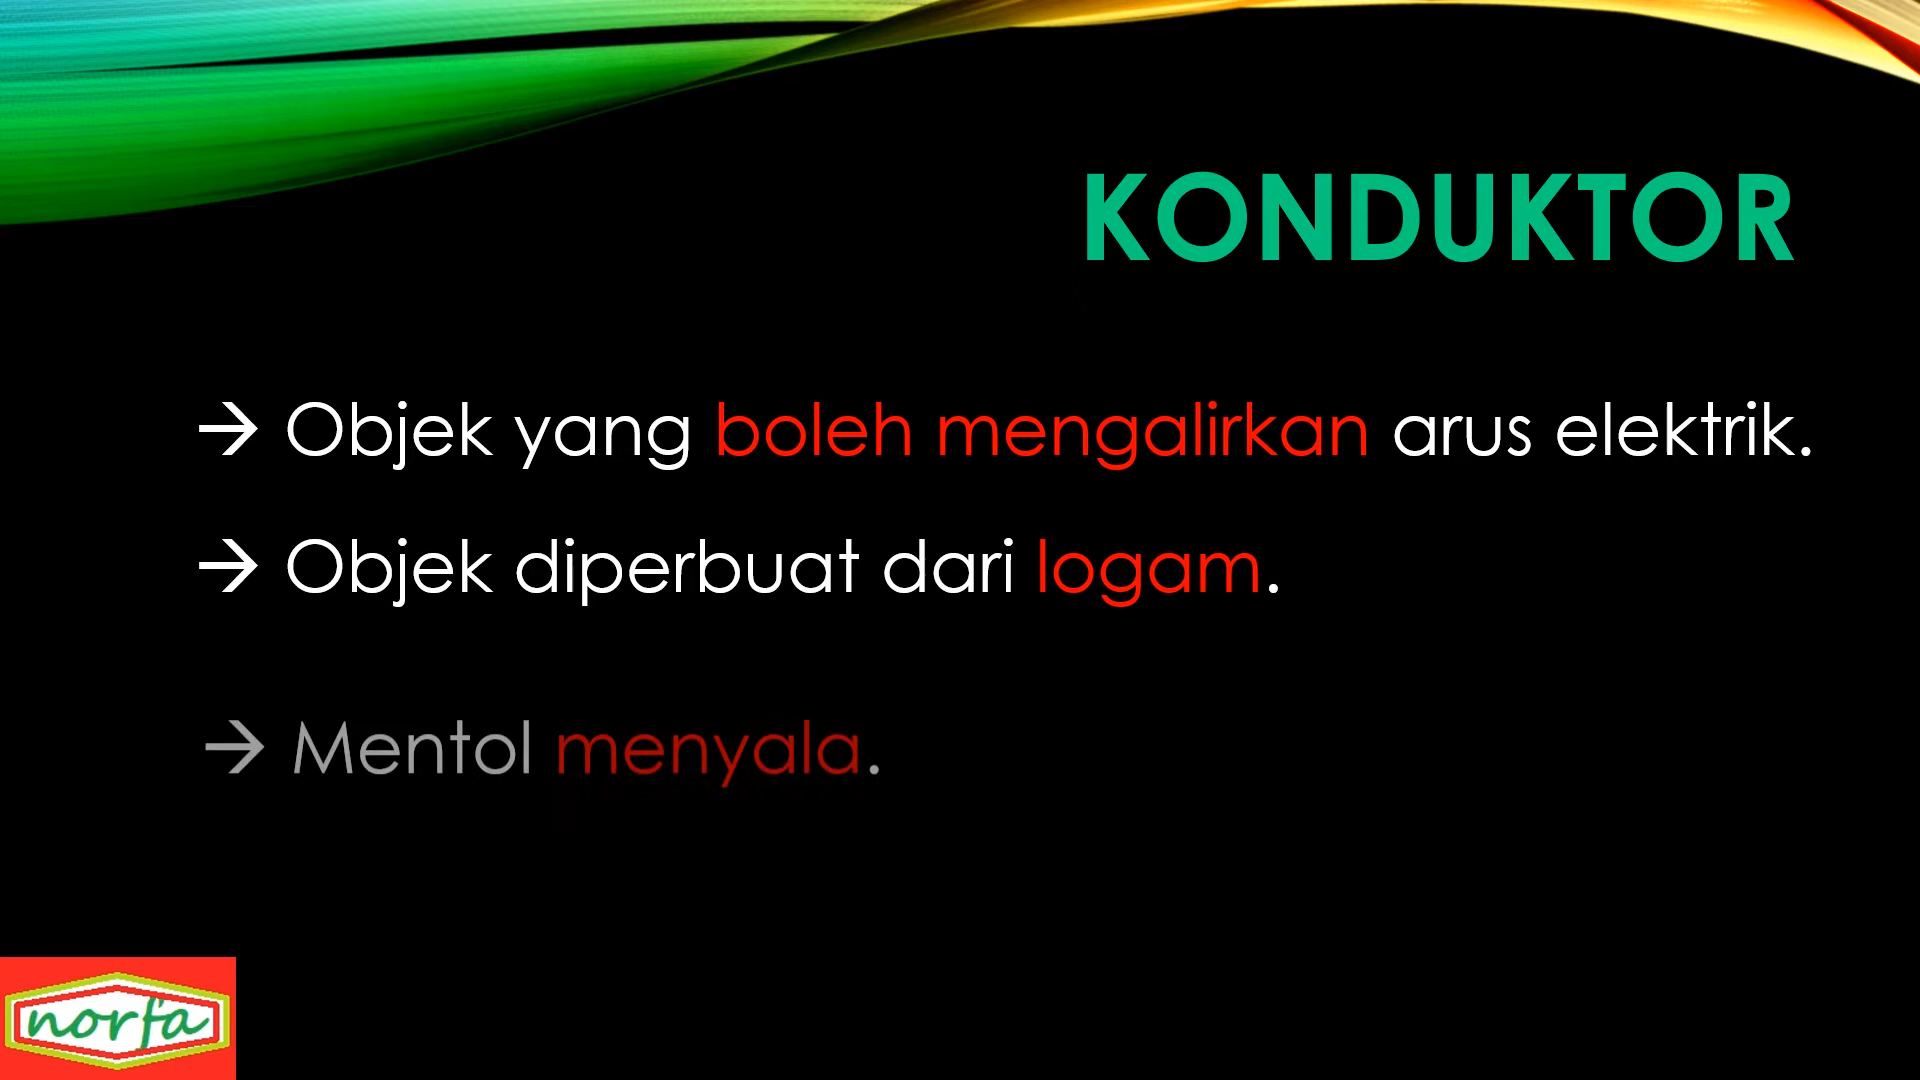 KONDUKTOR
→ Objek yang boleh mengalirkan arus elektrik.
→ Objek diperbuat dari logam.
→ Mentol menyala.
norfa